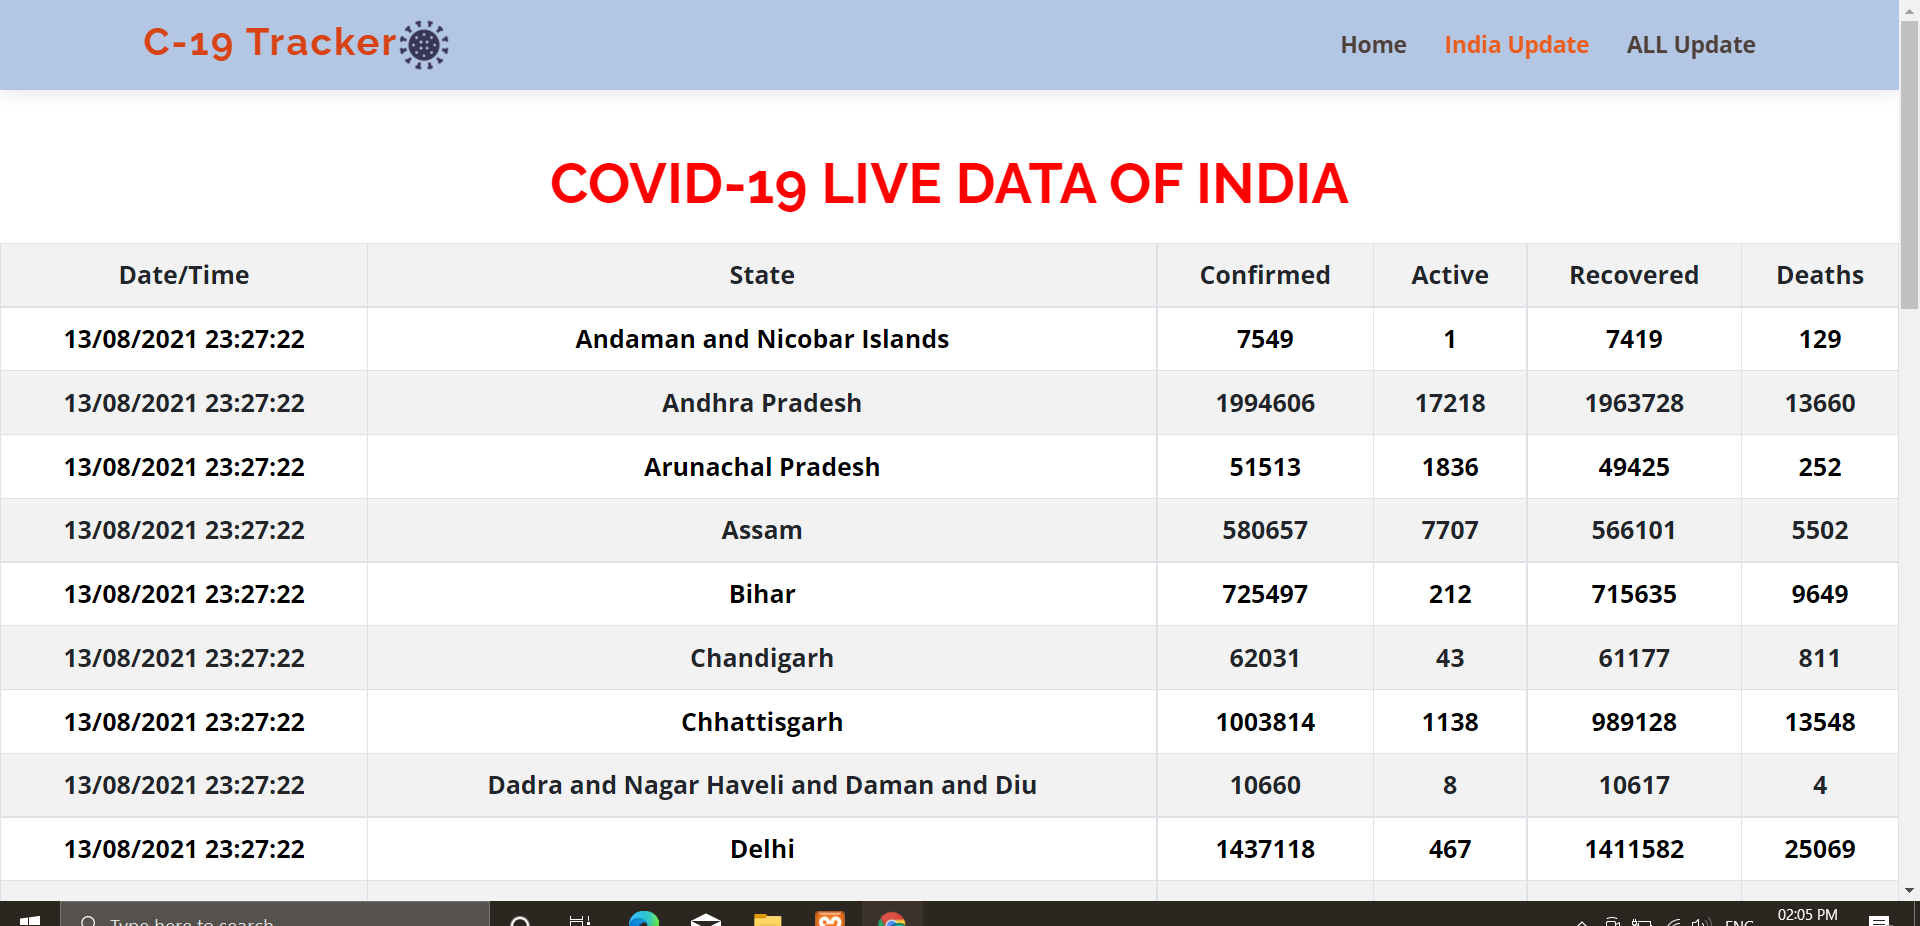 C-19 Tracker
Home India Update ALL Update
COVID-19 LIVE DATA OF INDIA
Date/Time State Confirmed Active Recovered Deaths
13/08/2021 23:27:22 Andaman and Nicobar Islands 7549 1 7419 129
13/08/2021 23:27:22 Andhra Pradesh 1994606 17218 1963728 13660
13/08/2021 23:27:22 Arunachal Pradesh 51513 1836 49425 252
13/08/2021 23:27:22 Assam 580657 7707 566101 5502
13/08/2021 23:27:22 Bihar 725497 212 715635 9649
13/08/2021 23:27:22 Chandigarh 62031 43 61177 811
13/08/2021 23:27:22 Chhattisgarh 1003814 1138 989128 13548
13/08/2021 23:27:22 Dadra and Nagar Haveli and Daman and Diu 10660 8 10617 4
13/08/2021 23:27:22 Delhi 1437118 467 1411582 25069
Type here to search ENG 02:05 PM